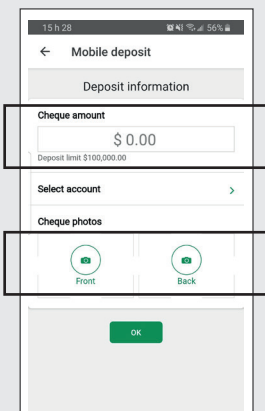 15 h 28 56%
← Mobile deposit
Deposit information
Cheque amount
$ 0.00
Deposit limit $100,000.00
Select account >
Cheque photos
Front Back
OK